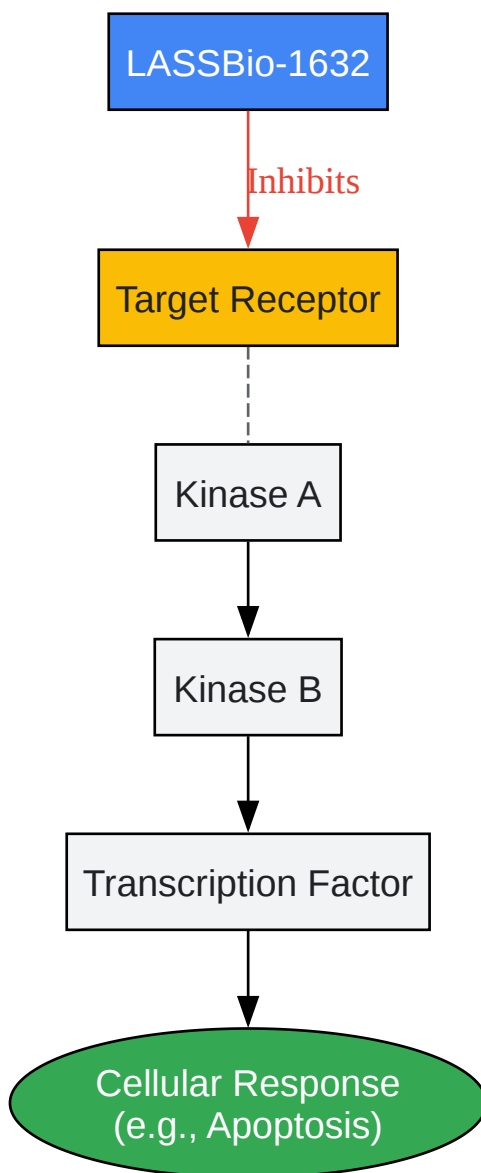 LASSBio-1632
Inhibits
Target Receptor
Kinase A
Kinase B
Transcription Factor
Cellular Response
(e.g., Apoptosis)